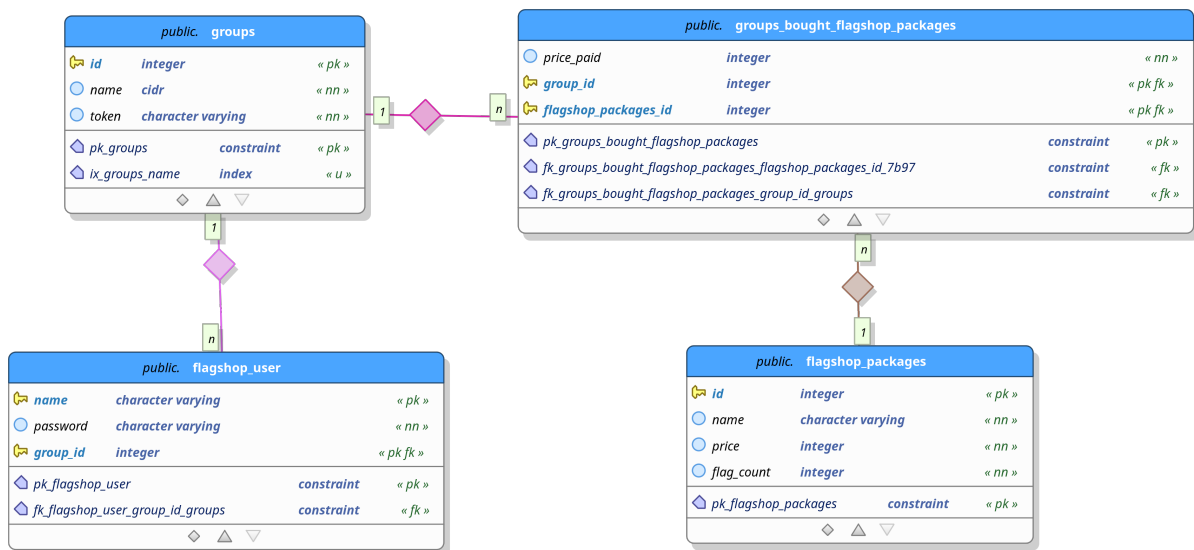 public. groups
id integer « pk »
name cidr « nn »
token character varying « nn »
pk_groups constraint « pk »
ix_groups_name index « u »
1
n
public. groups_bought_flagshop_packages
price_paid integer « nn »
group_id integer « pk fk »
flagshop_packages_id integer « pk fk »
pk_groups_bought_flagshop_packages constraint « pk »
fk_groups_bought_flagshop_packages_flagshop_packages_id_7b97 constraint « fk »
fk_groups_bought_flagshop_packages_group_id_groups constraint « fk »
1
n
n
1
public. flagshop_user
name character varying « pk »
password character varying « nn »
group_id integer « pk fk »
pk_flagshop_user constraint « pk »
fk_flagshop_user_group_id_groups constraint « fk »
public. flagshop_packages
id integer « pk »
name character varying « nn »
price integer « nn »
flag_count integer « nn »
pk_flagshop_packages constraint « pk »